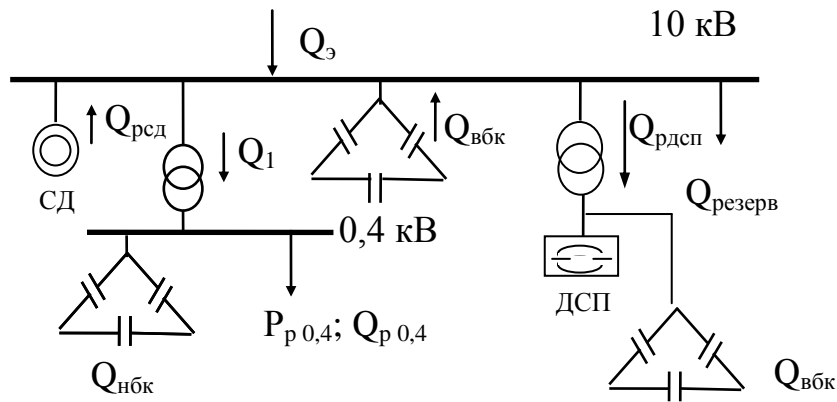 Qэ
10 кВ
Qрсд
Q1
Qвбк
Qрдсп
СД
Qрезерв
0,4 кВ
ДСП
Pр 0,4; Qр 0,4
Qнбк
Qвбк